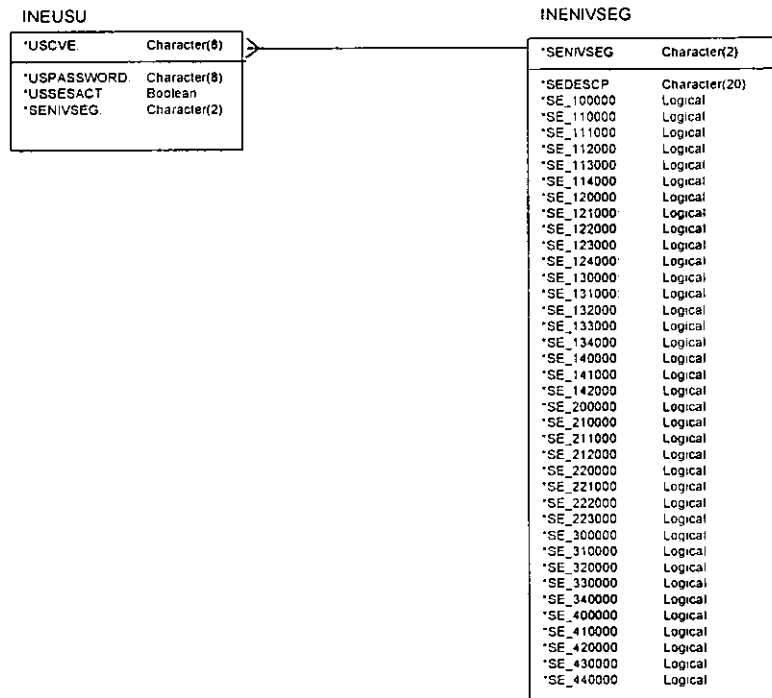 INEUSU
*USCVE. Character(8)
*USPASSWORD. Character(8)
*USSESACT Boolean
*SENIVSEG. Character(2)
INENIVSEG
*SENIVSEG Character(2)
*SEDESCP Character(20)
*SE_100000 Logical
*SE_110000 Logical
*SE_111000 Logical
*SE_112000 Logical
*SE_113000 Logical
*SE_114000 Logical
*SE_120000 Logical
*SE_121000 Logical
*SE_122000 Logical
*SE_123000 Logical
*SE_124000 Logical
*SE_130000 Logical
*SE_131000 Logical
*SE_132000 Logical
*SE_133000 Logical
*SE_134000 Logical
*SE_140000 Logical
*SE_141000 Logical
*SE_142000 Logical
*SE_200000 Logical
*SE_210000 Logical
*SE_211000 Logical
*SE_212000 Logical
*SE_220000 Logical
*SE_221000 Logical
*SE_222000 Logical
*SE_223000 Logical
*SE_300000 Logical
*SE_310000 Logical
*SE_320000 Logical
*SE_330000 Logical
*SE_340000 Logical
*SE_400000 Logical
*SE_410000 Logical
*SE_420000 Logical
*SE_430000 Logical
*SE_440000 Logical